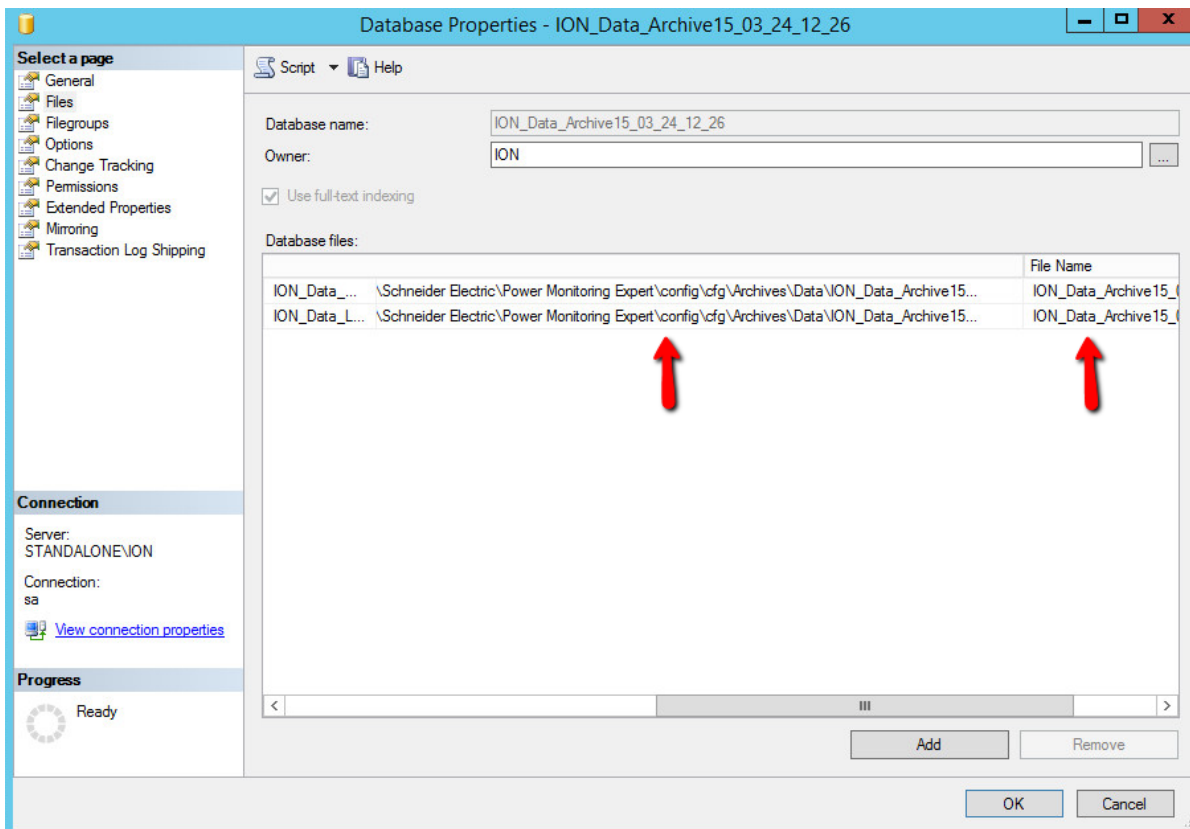 Database Properties - ION_Data_Archive15_03_24_12_26
Select a page
General
Files
Filegroups
Options
Change Tracking
Permissions
Extended Properties
Mirroring
Transaction Log Shipping
Script
Help
Database name:
ION_Data_Archive15_03_24_12_26
Owner:
ION
...
Use full-text indexing
Database files:
File Name
ION_Data_... \Schneider Electric\Power Monitoring Expert\config\cfg\Archives\Data\ION_Data_Archive15... ION_Data_Archive15_
ION_Data_L... \Schneider Electric\Power Monitoring Expert\config\cfg\Archives\Data\ION_Data_Archive15... ION_Data_Archive15_
Connection
Server:
STANDALONE\ION
Connection:
sa
View connection properties
Progress
Ready
Add
Remove
OK
Cancel